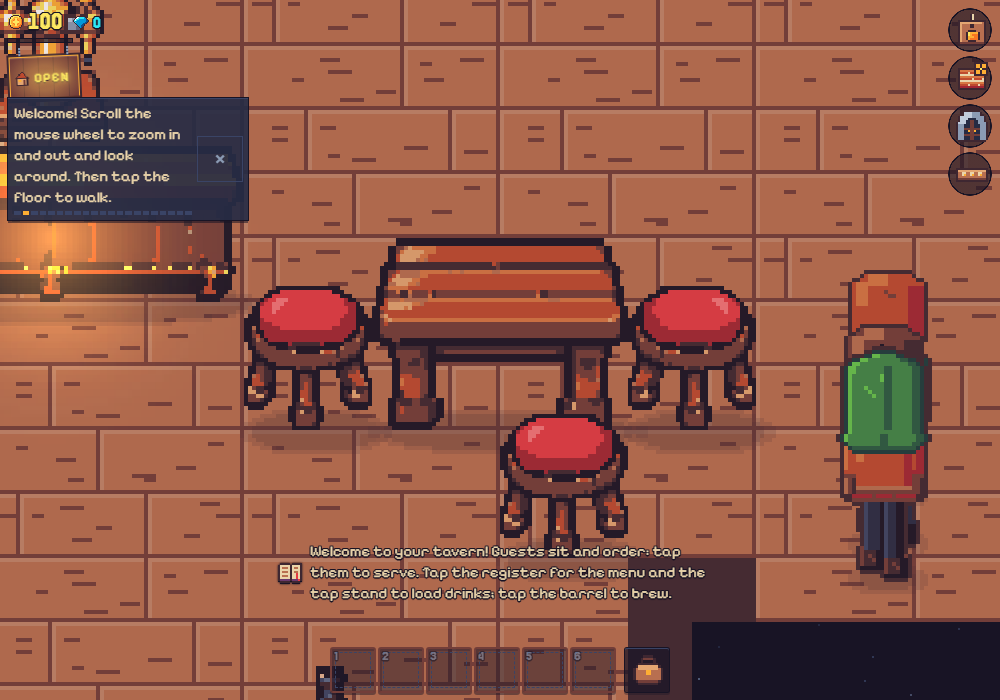 100 0
OPEN
Welcome! Scroll the
mouse wheel to zoom in
and out and look
around. Then tap the
floor to walk.
×
Welcome to your tavern! Guests sit and order: tap
them to serve. Tap the register for the menu and the
tap stand to load drinks; tap the barrel to brew.
1 2 3 4 5 6